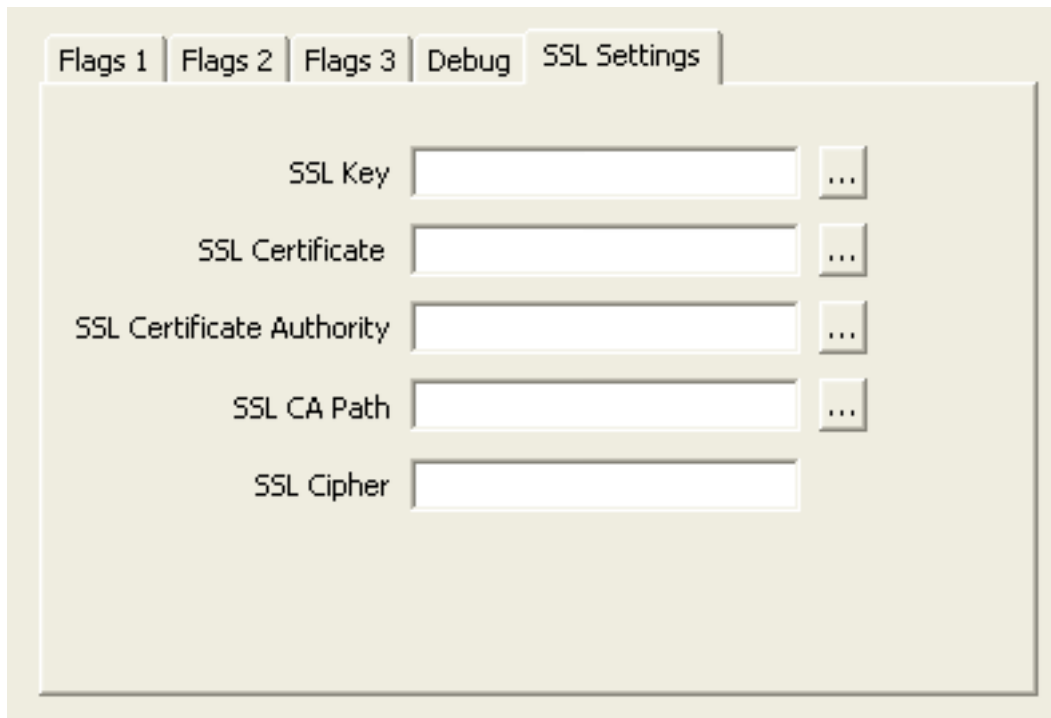 Flags 1 Flags 2 Flags 3 Debug SSL Settings
SSL Key ...
SSL Certificate ...
SSL Certificate Authority ...
SSL CA Path ...
SSL Cipher